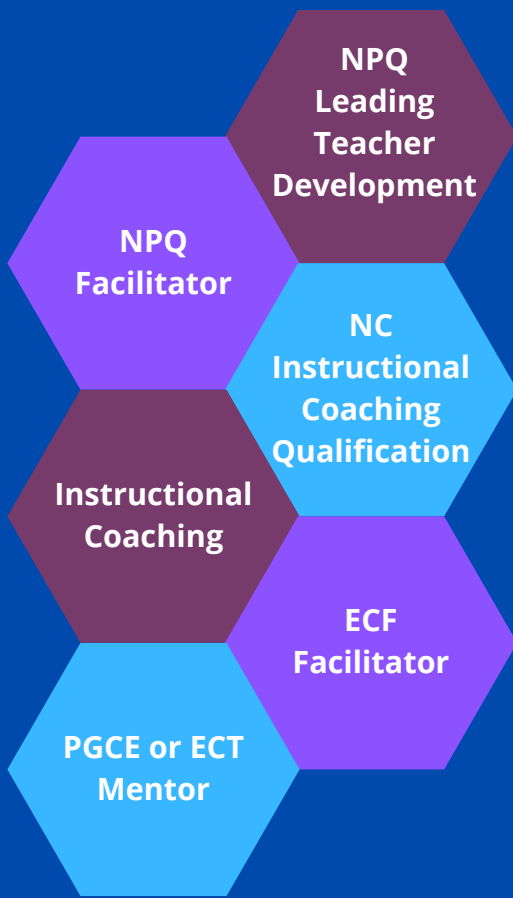 NPQ
Leading
Teacher
Development
NPQ
Facilitator
NC
Instructional
Coaching
Qualification
Instructional
Coaching
ECF
Facilitator
PGCE or ECT
Mentor